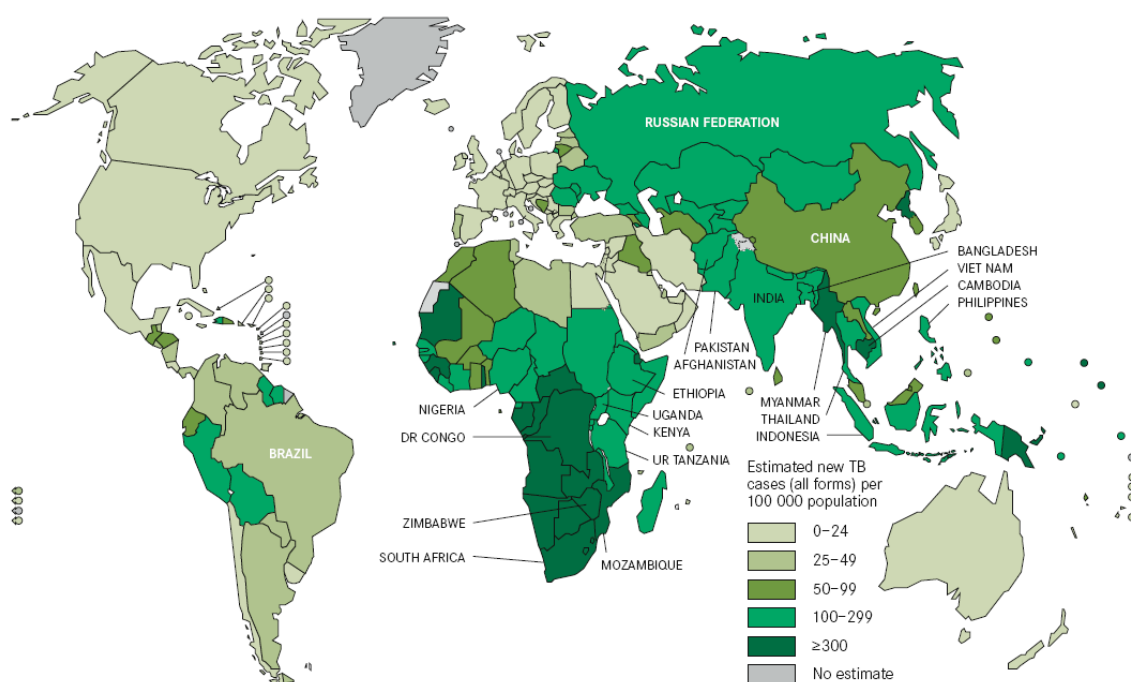 RUSSIAN FEDERATION
CHINA
BANGLADESH
VIET NAM
CAMBODIA
PHILIPPINES
INDIA
PAKISTAN
AFGHANISTAN
NIGERIA
ETHIOPIA
MYANMAR
THAILAND
INDONESIA
UGANDA
KENYA
DR CONGO
BRAZIL
UR TANZANIA
ZIMBABWE
SOUTH AFRICA
MOZAMBIQUE
Estimated new TB
cases (all forms) per
100 000 population
0–24
25–49
50–99
100–299
≥300
No estimate